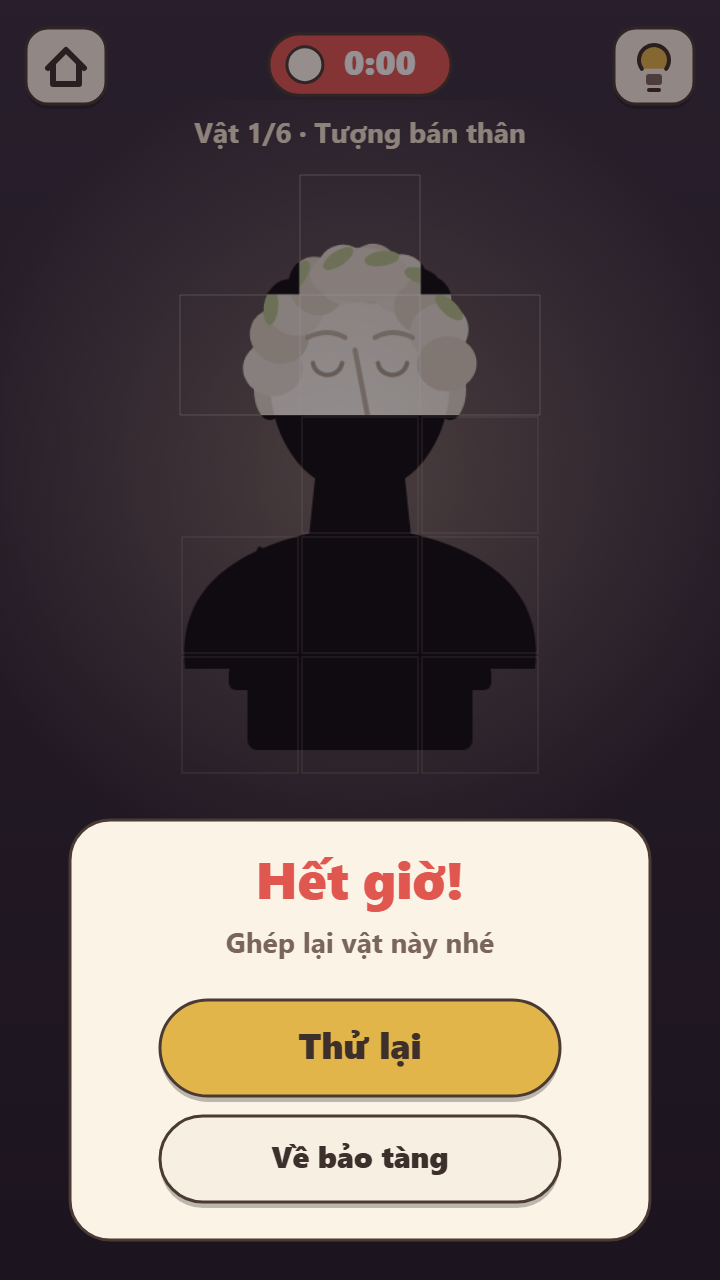 0:00
Vật 1/6 · Tượng bán thân
Hết giờ!
Ghép lại vật này nhé
Thử lại
Về bảo tàng